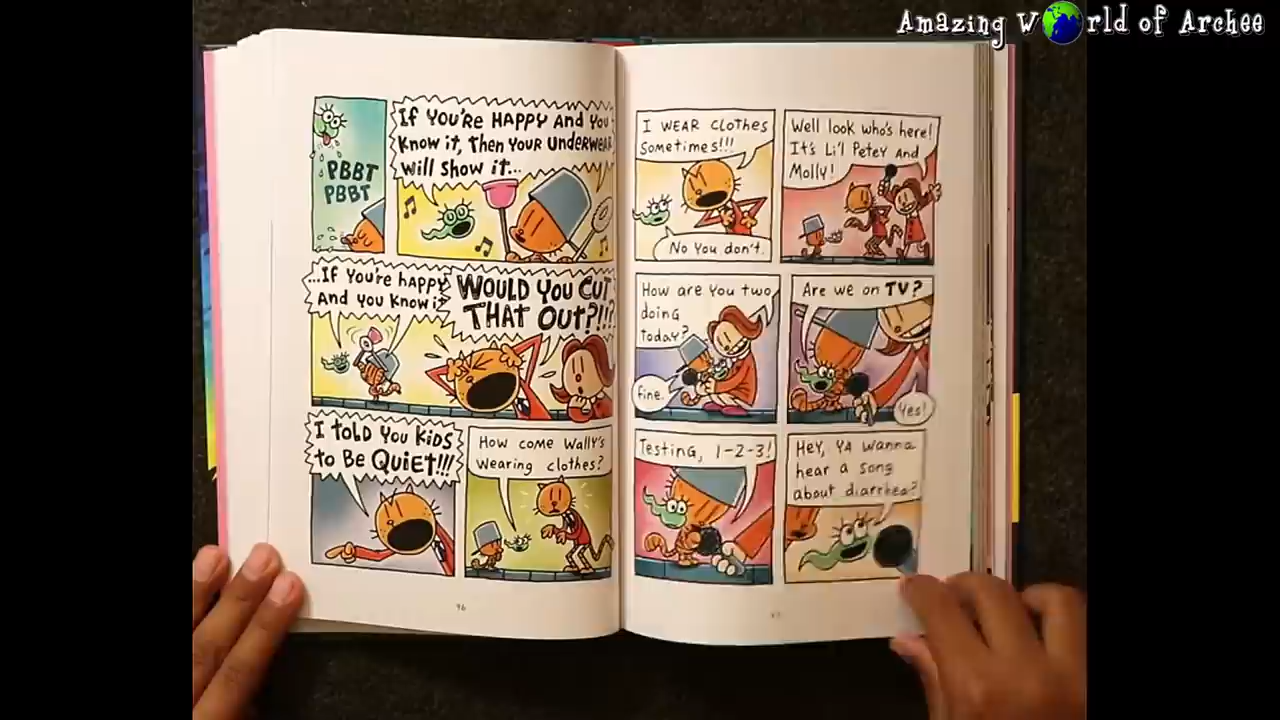 Amazing World of Archee
PBBT
PBBT
If You're HAPPY AND You
Know it, then Your Underwear
Will Show it...
...If You're happy
And you Know it
WOULD YOU CUT
THAT OUT?!!?
I told You KiDS
to Be QUiET!!!
How come Wally's
wearing clothes?
96
I WEAR Clothes
Sometimes!!!
No You don't.
Well look who's here!
It's Li'l Petey And
Molly!
How are you two
doing
today?
fine.
Are we on TV?
Yes!
Testing, 1-2-3!
Hey, YA wanna
hear a song
about diarrhea?
97